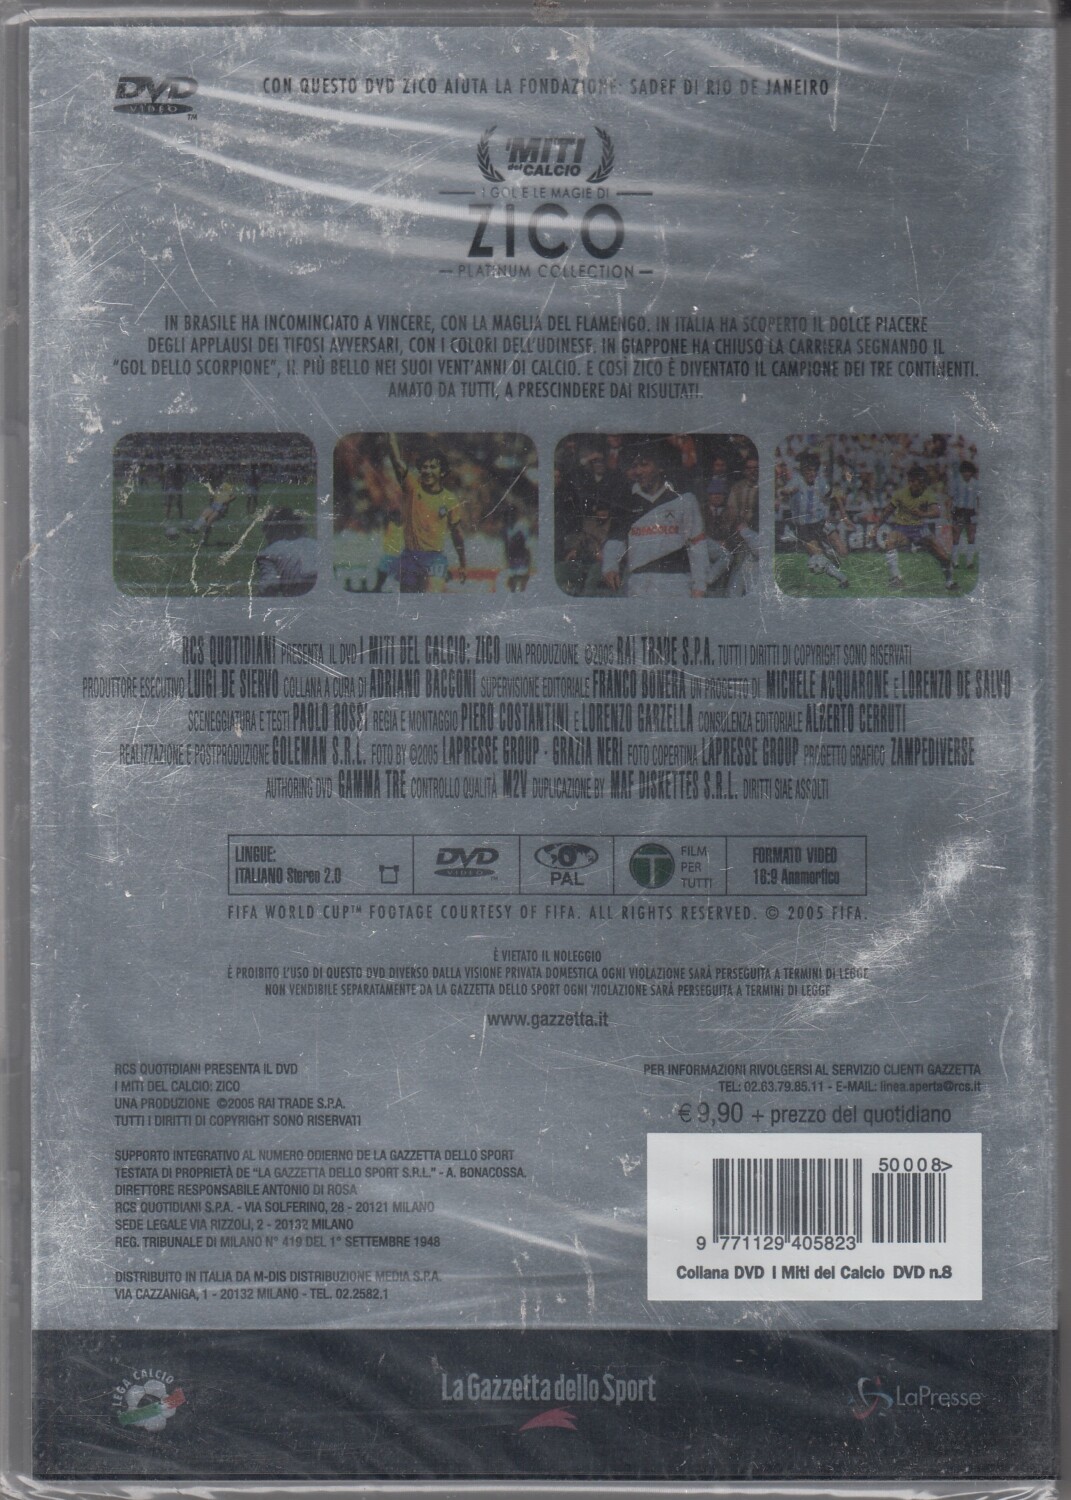 DVD
VIDEO
TM
CON QUESTO DVD ZICO AIUTA LA FONDAZIONE: SADEF DI RIO DE JANEIRO
I MITI
del CALCIO
I GOL E LE MAGIE DI
ZICO
PLATINUM COLLECTION
IN BRASILE HA INCOMINCIATO A VINCERE, CON LA MAGLIA DEL FLAMENGO. IN ITALIA HA SCOPERTO IL DOLCE PIACERE
DEGLI APPLAUSI DEI TIFOSI AVVERSARI, CON I COLORI DELL'UDINESE. IN GIAPPONE HA CHIUSO LA CARRIERA SEGNANDO IL
"GOL DELLO SCORPIONE", IL PIÙ BELLO NEI SUOI VENT'ANNI DI CALCIO. E COSÌ ZICO È DIVENTATO IL CAMPIONE DEI TRE CONTINENTI.
AMATO DA TUTTI, A PRESCINDERE DAI RISULTATI.
RCS QUOTIDIANI PRESENTA IL DVD I MITI DEL CALCIO: ZICO UNA PRODUZIONE ©2005 RAI TRADE S.P.A. TUTTI I DIRITTI DI COPYRIGHT SONO RISERVATI
PRODUTTORE ESECUTIVO LUIGI DE SIERVO COLLANA A CURA DI ADRIANO BACCONI SUPERVISIONE EDITORIALE FRANCO BONERA UN PROGETTO DI MICHELE ACQUARONE E LORENZO DE SALVO
SCENEGGIATURA E TESTI PAOLO ROSSI REGIA E MONTAGGIO PIERO COSTANTINI E LORENZO GARZELLA CONSULENZA EDITORIALE ALBERTO CERRUTI
REALIZZAZIONE E POSTPRODUZIONE GOLEMAN S.R.L. FOTO BY ©2005 LAPRESSE GROUP - GRAZIA NERI FOTO COPERTINA LAPRESSE GROUP PROGETTO GRAFICO ZAMPEDIVERSE
AUTHORING DVD GAMMA TRE CONTROLLO QUALITÀ M2V DUPLICAZIONE BY MAF DISKETTES S.R.L. DIRITTI SIAE ASSOLTI
LINGUE:
ITALIANO Stereo 2.0
DVD
VIDEO
TM
PAL
T
FILM
PER
TUTTI
FORMATO VIDEO
16:9 Anamortico
FIFA WORLD CUP™ FOOTAGE COURTESY OF FIFA. ALL RIGHTS RESERVED. © 2005 FIFA.
È VIETATO IL NOLEGGIO
È PROIBITO L'USO DI QUESTO DVD DIVERSO DALLA VISIONE PRIVATA DOMESTICA OGNI VIOLAZIONE SARÀ PERSEGUITA A TERMINI DI LEGGE
NON VENDIBILE SEPARATAMENTE DA LA GAZZETTA DELLO SPORT OGNI VIOLAZIONE SARÀ PERSEGUITA A TERMINI DI LEGGE
www.gazzetta.it
RCS QUOTIDIANI PRESENTA IL DVD
I MITI DEL CALCIO: ZICO
UNA PRODUZIONE ©2005 RAI TRADE S.P.A.
TUTTI I DIRITTI DI COPYRIGHT SONO RISERVATI
PER INFORMAZIONI RIVOLGERSI AL SERVIZIO CLIENTI GAZZETTA
TEL: 02.63.79.85.11 - E-MAIL: linea.aperta@rcs.it
€ 9,90 + prezzo del quotidiano
SUPPORTO INTEGRATIVO AL NUMERO ODIERNO DE LA GAZZETTA DELLO SPORT
TESTATA DI PROPRIETÀ DE "LA GAZZETTA DELLO SPORT S.R.L." - A. BONACOSSA.
DIRETTORE RESPONSABILE ANTONIO DI ROSA
RCS QUOTIDIANI S.P.A. - VIA SOLFERINO, 28 - 20121 MILANO
SEDE LEGALE VIA RIZZOLI, 2 - 20132 MILANO
REG. TRIBUNALE DI MILANO N° 419 DEL 1° SETTEMBRE 1948
DISTRIBUITO IN ITALIA DA M-DIS DISTRIBUZIONE MEDIA S.P.A.
VIA CAZZANIGA, 1 - 20132 MILANO - TEL. 02.2582.1
50008>
9 771129 405823
Collana DVD I Miti del Calcio DVD n.8
LEGA CALCIO
La Gazzetta dello Sport
LaPresse